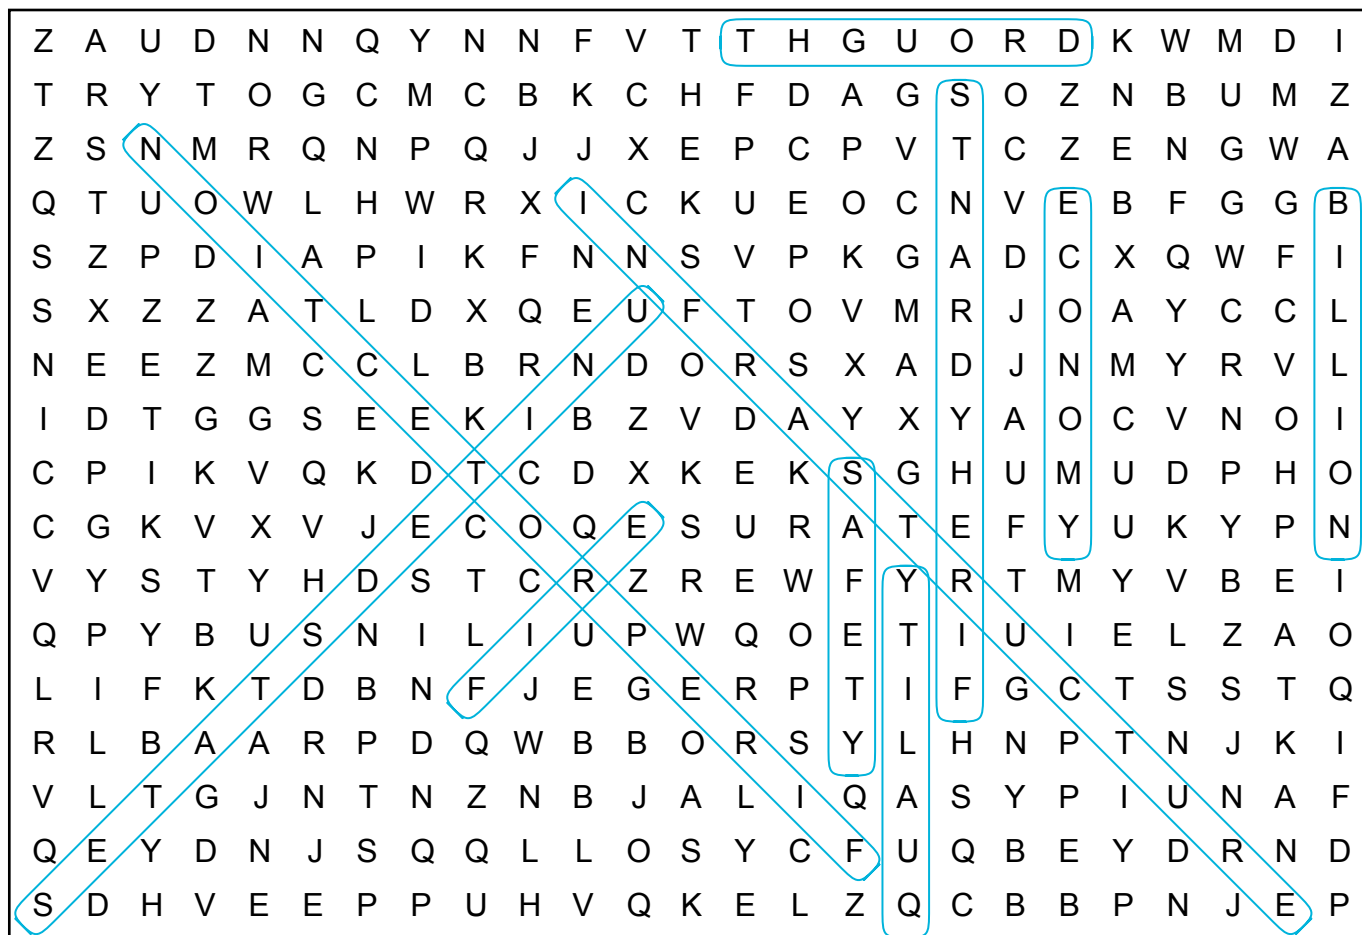 Z A U D N N Q Y N N F V T T H G U O R D K W M D I
T R Y T O G C M C B K C H F D A G S O Z N B U M Z
Z S N M R Q N P Q J J X E P C P V T C Z E N G W A
Q T U O W L H W R X I C K U E O C N V E B F G G B
S Z P D I A P I K F N N S V P K G A D C X Q W F I
S X Z Z A T L D X Q E U F T O V M R J O A Y C C L
N E E Z M C C L B R N D O R S X A D J N M Y R V L
I D T G G S E E K I B Z V D A Y X Y A O C V N O I
C P I K V Q K D T C D X K E K S G H U M U D P H O
C G K V X V J E C O Q E S U R A T E F Y U K Y P N
V Y S T Y H D S T C R Z R E W F Y R T M Y V B E I
Q P Y B U S N I L I U P W Q O E T I U I E L Z A O
L I F K T D B N F J E G E R P T I F G C T S S T Q
R L B A A R P D Q W B B O R S Y L H N P T N J K I
V L T G J N T N Z N B J A L I Q A S Y P I U N A F
Q E Y D N J S Q Q L L O S Y C F U Q B E Y D R N D
S D H V E E P P U H V Q K E L Z Q C B B P N J E P